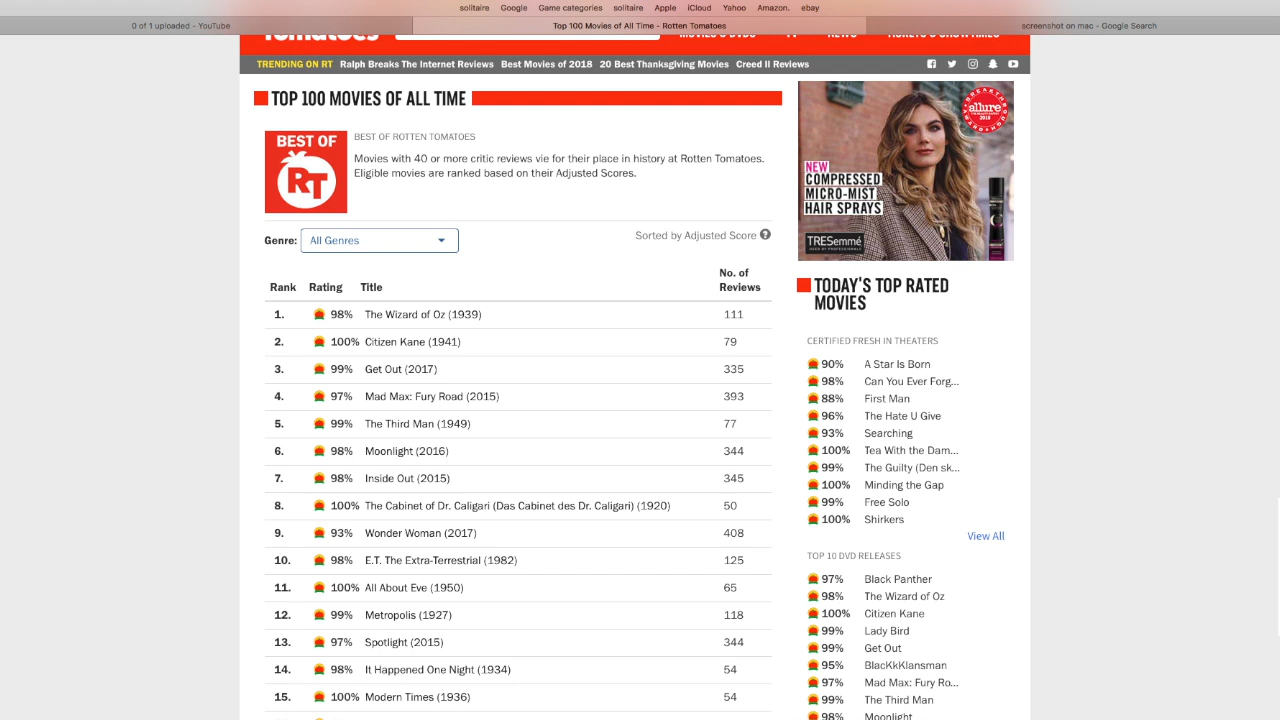 solitaire Google Game categories solitaire Apple iCloud Yahoo Amazon. ebay
0 of 1 uploaded - YouTube Top 100 Movies of All Time - Rotten Tomatoes screenshot on mac - Google Search
Tomatoes MOVIES & DVDS TV NEWS TICKETS & SHOWTIMES
TRENDING ON RT Ralph Breaks The Internet Reviews Best Movies of 2018 20 Best Thanksgiving Movies Creed II Reviews
TOP 100 MOVIES OF ALL TIME
BEST OF
RT
BEST OF ROTTEN TOMATOES
Movies with 40 or more critic reviews vie for their place in history at Rotten Tomatoes.
Eligible movies are ranked based on their Adjusted Scores.
Genre: All Genres
Sorted by Adjusted Score ?
Rank Rating Title No. of Reviews
1. 98% The Wizard of Oz (1939) 111
2. 100% Citizen Kane (1941) 79
3. 99% Get Out (2017) 335
4. 97% Mad Max: Fury Road (2015) 393
5. 99% The Third Man (1949) 77
6. 98% Moonlight (2016) 344
7. 98% Inside Out (2015) 345
8. 100% The Cabinet of Dr. Caligari (Das Cabinet des Dr. Caligari) (1920) 50
9. 93% Wonder Woman (2017) 408
10. 98% E.T. The Extra-Terrestrial (1982) 125
11. 100% All About Eve (1950) 65
12. 99% Metropolis (1927) 118
13. 97% Spotlight (2015) 344
14. 98% It Happened One Night (1934) 54
15. 100% Modern Times (1936) 54
allure
2018
NEW
COMPRESSED
MICRO-MIST
HAIR SPRAYS
TRESemmé
USED BY PROFESSIONALS
TODAY'S TOP RATED
MOVIES
CERTIFIED FRESH IN THEATERS
90% A Star Is Born
98% Can You Ever Forg...
88% First Man
96% The Hate U Give
93% Searching
100% Tea With the Dam...
99% The Guilty (Den sk...
100% Minding the Gap
99% Free Solo
100% Shirkers
View All
TOP 10 DVD RELEASES
97% Black Panther
98% The Wizard of Oz
100% Citizen Kane
99% Lady Bird
99% Get Out
95% BlacKkKlansman
97% Mad Max: Fury Ro...
99% The Third Man
98% Moonlight